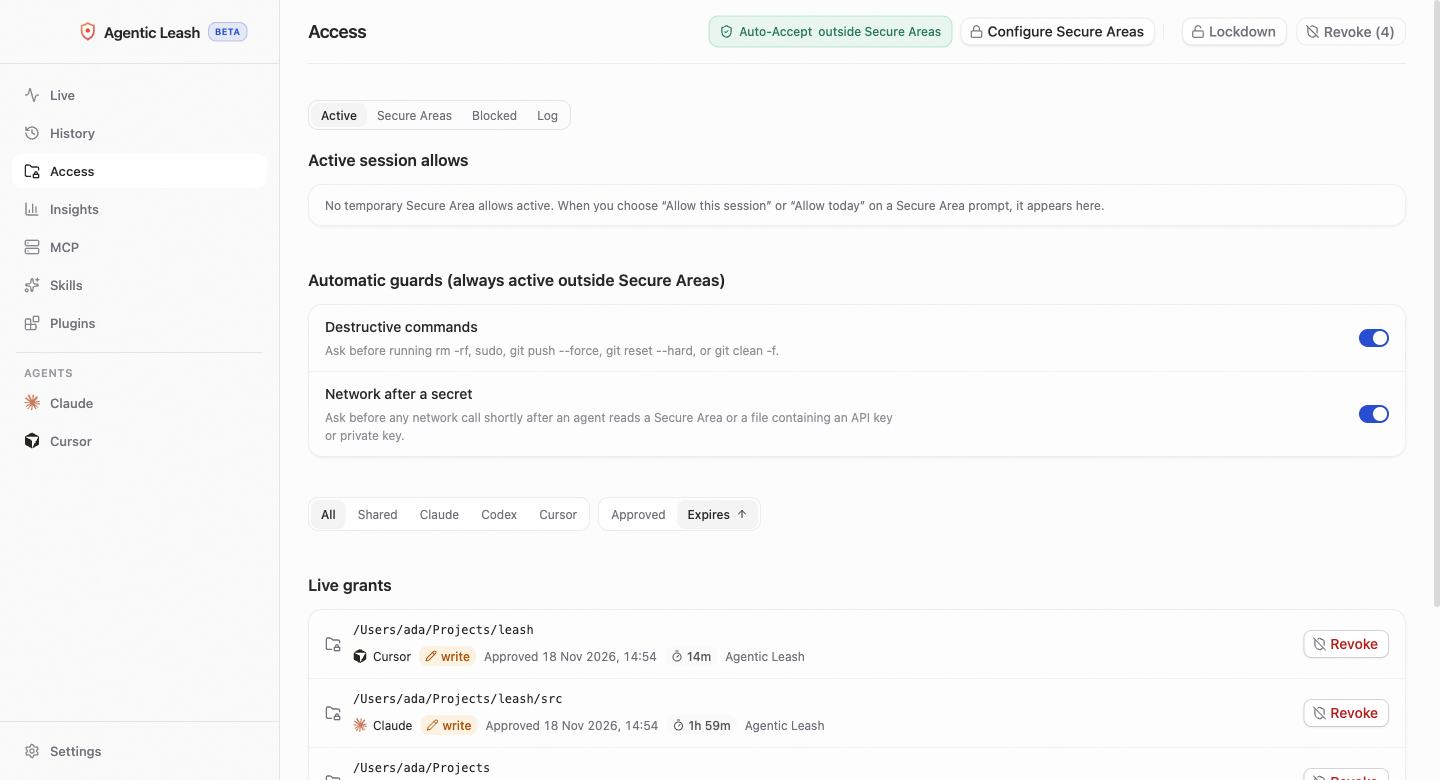 Agentic Leash BETA
Live
History
Access
Insights
MCP
Skills
Plugins
AGENTS
Claude
Cursor
Settings
Access
Auto-Accept outside Secure Areas
Configure Secure Areas
Lockdown
Revoke (4)
Active Secure Areas Blocked Log
Active session allows
No temporary Secure Area allows active. When you choose “Allow this session” or “Allow today” on a Secure Area prompt, it appears here.
Automatic guards (always active outside Secure Areas)
Destructive commands
Ask before running rm -rf, sudo, git push --force, git reset --hard, or git clean -f.
Network after a secret
Ask before any network call shortly after an agent reads a Secure Area or a file containing an API key
or private key.
All Shared Claude Codex Cursor Approved Expires ↑
Live grants
/Users/ada/Projects/leash
Cursor write Approved 18 Nov 2026, 14:54 14m Agentic Leash
Revoke
/Users/ada/Projects/leash/src
Claude write Approved 18 Nov 2026, 14:54 1h 59m Agentic Leash
Revoke
/Users/ada/Projects
Revoke